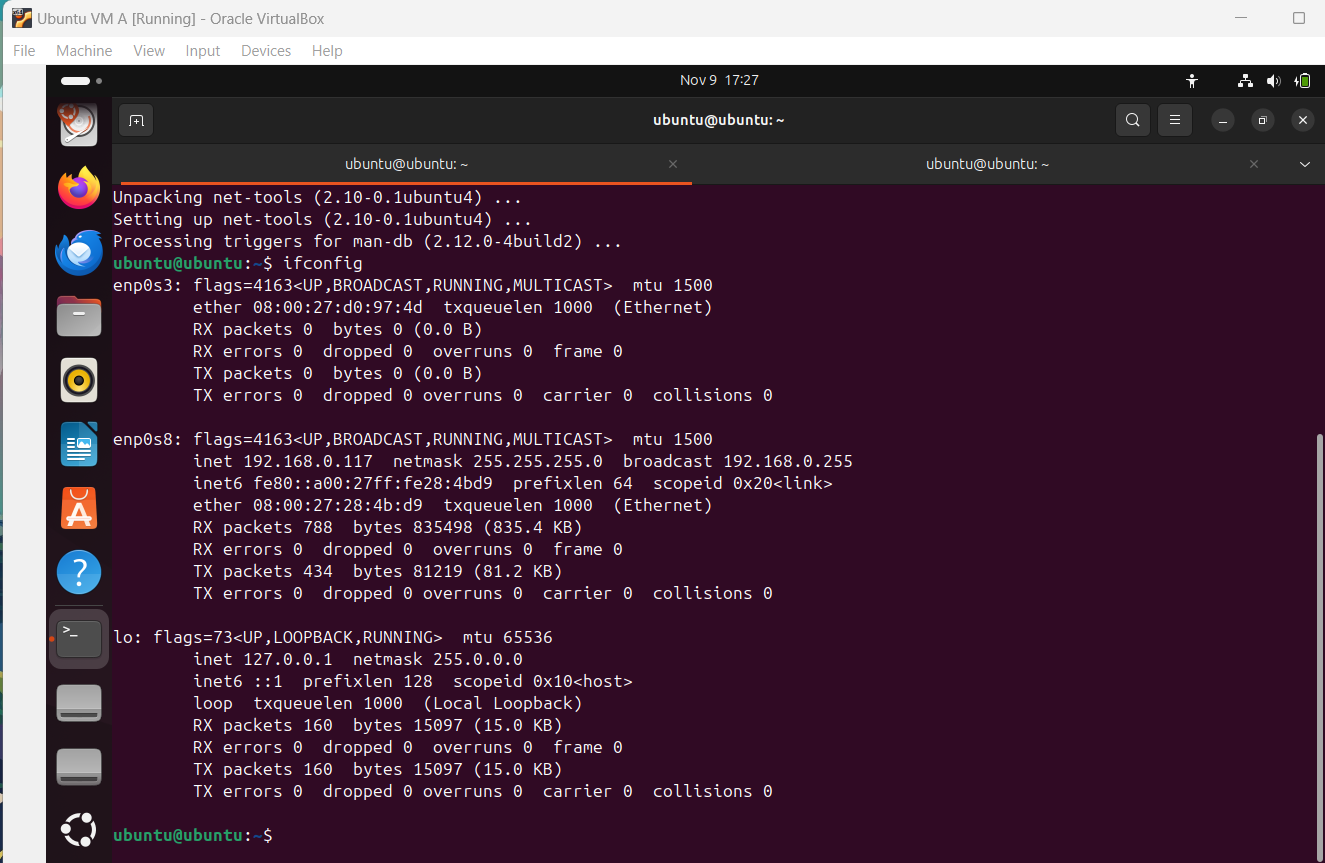 Ubuntu VM A [Running] - Oracle VirtualBox
File Machine View Input Devices Help
Nov 9 17:27
ubuntu@ubuntu: ~
ubuntu@ubuntu: ~ ubuntu@ubuntu: ~
Unpacking net-tools (2.10-0.1ubuntu4) ...
Setting up net-tools (2.10-0.1ubuntu4) ...
Processing triggers for man-db (2.12.0-4build2) ...
ubuntu@ubuntu:~$ ifconfig
enp0s3: flags=4163<UP,BROADCAST,RUNNING,MULTICAST>  mtu 1500
        ether 08:00:27:d0:97:4d  txqueuelen 1000  (Ethernet)
        RX packets 0  bytes 0 (0.0 B)
        RX errors 0  dropped 0  overruns 0  frame 0
        TX packets 0  bytes 0 (0.0 B)
        TX errors 0  dropped 0 overruns 0  carrier 0  collisions 0
enp0s8: flags=4163<UP,BROADCAST,RUNNING,MULTICAST>  mtu 1500
        inet 192.168.0.117  netmask 255.255.255.0  broadcast 192.168.0.255
        inet6 fe80::a00:27ff:fe28:4bd9  prefixlen 64  scopeid 0x20<link>
        ether 08:00:27:28:4b:d9  txqueuelen 1000  (Ethernet)
        RX packets 788  bytes 835498 (835.4 KB)
        RX errors 0  dropped 0  overruns 0  frame 0
        TX packets 434  bytes 81219 (81.2 KB)
        TX errors 0  dropped 0 overruns 0  carrier 0  collisions 0
lo: flags=73<UP,LOOPBACK,RUNNING>  mtu 65536
        inet 127.0.0.1  netmask 255.0.0.0
        inet6 ::1  prefixlen 128  scopeid 0x10<host>
        loop  txqueuelen 1000  (Local Loopback)
        RX packets 160  bytes 15097 (15.0 KB)
        RX errors 0  dropped 0  overruns 0  frame 0
        TX packets 160  bytes 15097 (15.0 KB)
        TX errors 0  dropped 0 overruns 0  carrier 0  collisions 0
ubuntu@ubuntu:~$